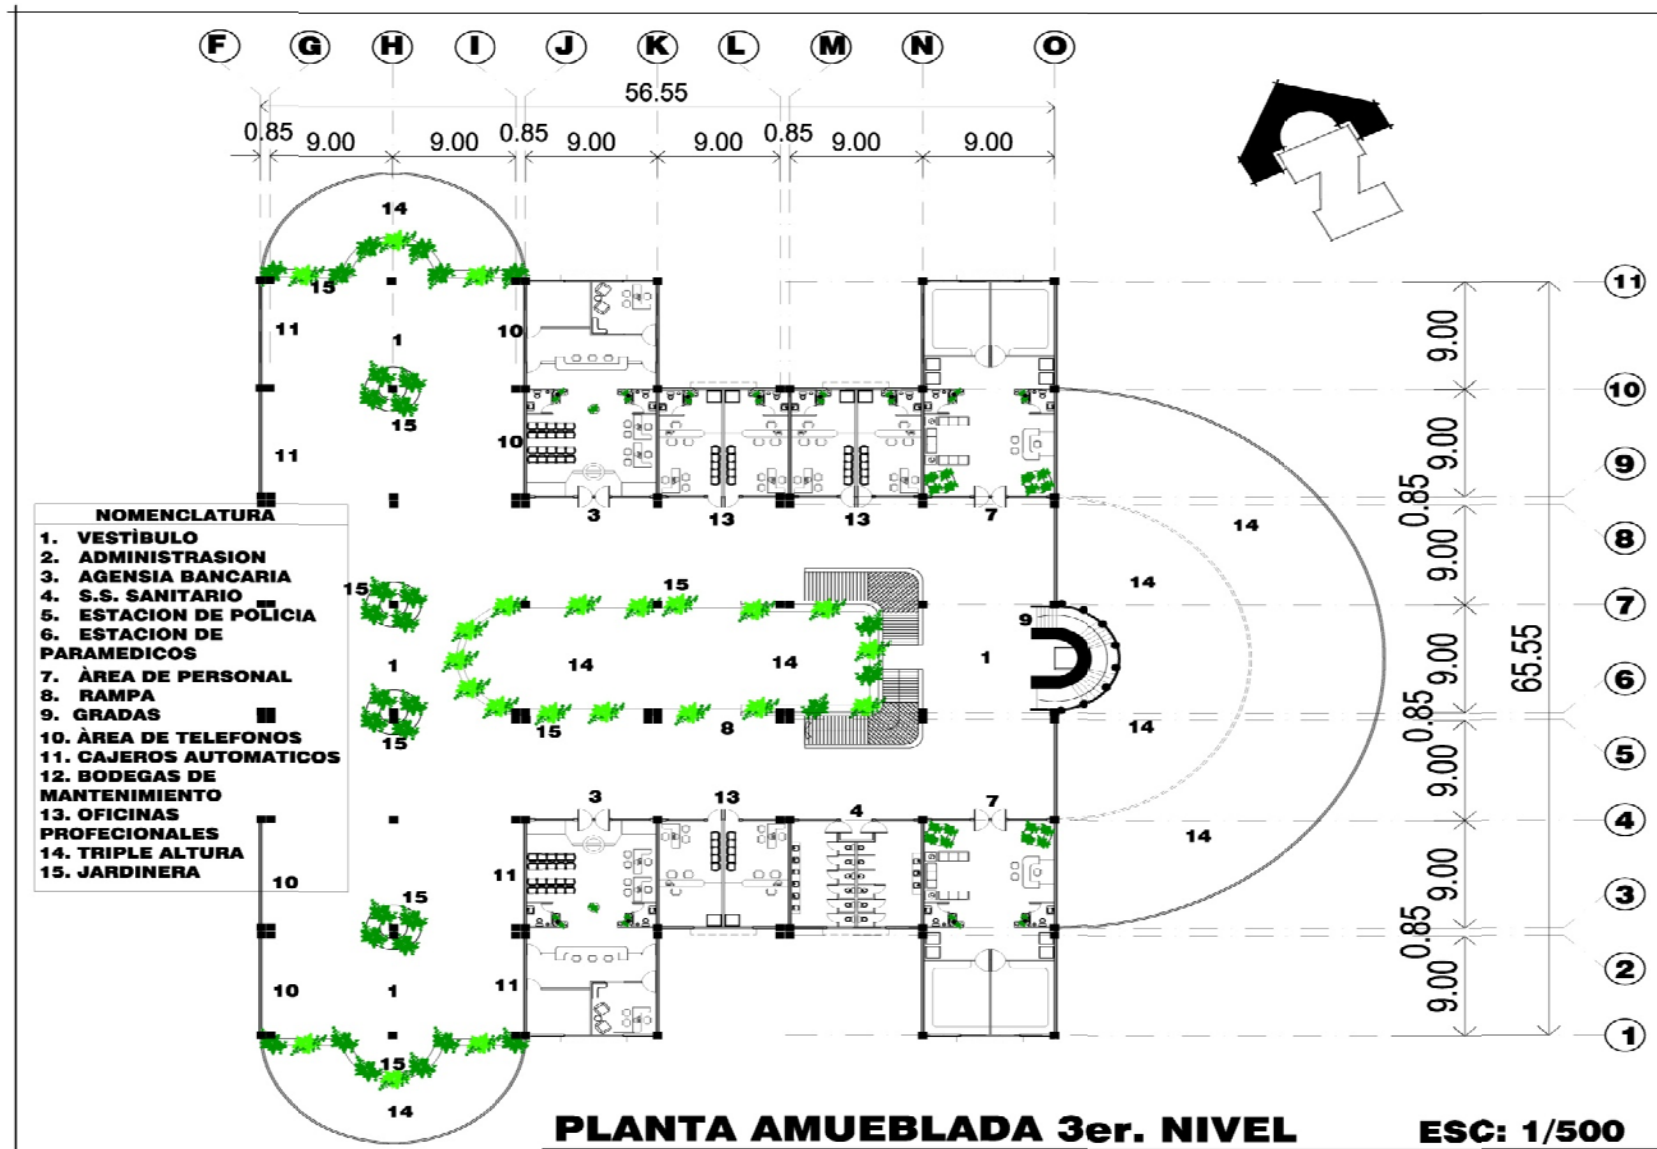 F G H I J K L M N O
56.55
0.85 9.00 9.00 0.85 9.00 9.00 0.85 9.00 9.00
14
15
11 1 10
15
11 10
3 13 13 7
14
14
15 15
9
1 14 14 1
15 15 8
14
14
3 13 4 7
10 11
15
10 1 11
15
14
NOMENCLATURA
1. VESTÌBULO
2. ADMINISTRASION
3. AGENSIA BANCARIA
4. S.S. SANITARIO
5. ESTACION DE POLICIA
6. ESTACION DE
PARAMEDICOS
7. ÀREA DE PERSONAL
8. RAMPA
9. GRADAS
10. ÀREA DE TELEFONOS
11. CAJEROS AUTOMATICOS
12. BODEGAS DE
MANTENIMIENTO
13. OFICINAS
PROFECIONALES
14. TRIPLE ALTURA
15. JARDINERA
11
9.00
10
9.00
9
0.85
8
9.00
7
9.00
65.55
6
0.85
5
9.00
4
9.00
3
0.85
2
9.00
1
PLANTA AMUEBLADA 3er. NIVEL ESC: 1/500